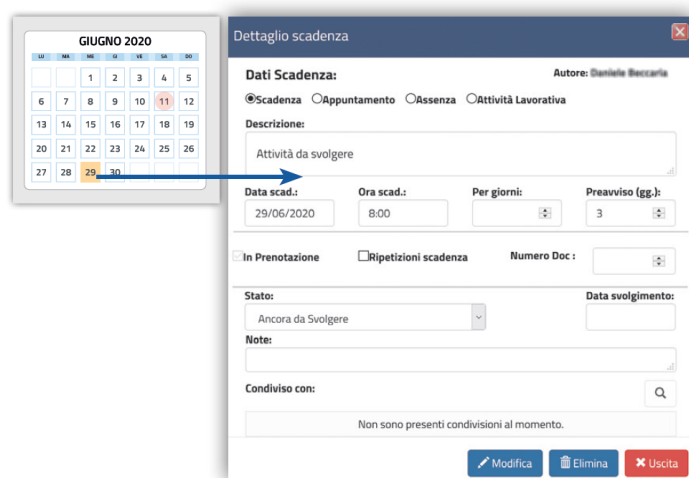 GIUGNO 2020
LU MA ME GI VE SA DO
1 2 3 4 5
6 7 8 9 10 11 12
13 14 15 16 17 18 19
20 21 22 23 24 25 26
27 28 29 30
Dettaglio scadenza
Dati Scadenza:
Autore: Daniele Beccaria
Scadenza Appuntamento Assenza Attività Lavorativa
Descrizione:
Attività da svolgere
Data scad.: Ora scad.: Per giorni: Preavviso (gg.):
29/06/2020 8:00 3
In Prenotazione Ripetizioni scadenza Numero Doc :
Stato: Data svolgimento:
Ancora da Svolgere
Note:
Condiviso con:
Non sono presenti condivisioni al momento.
Modifica Elimina Uscita